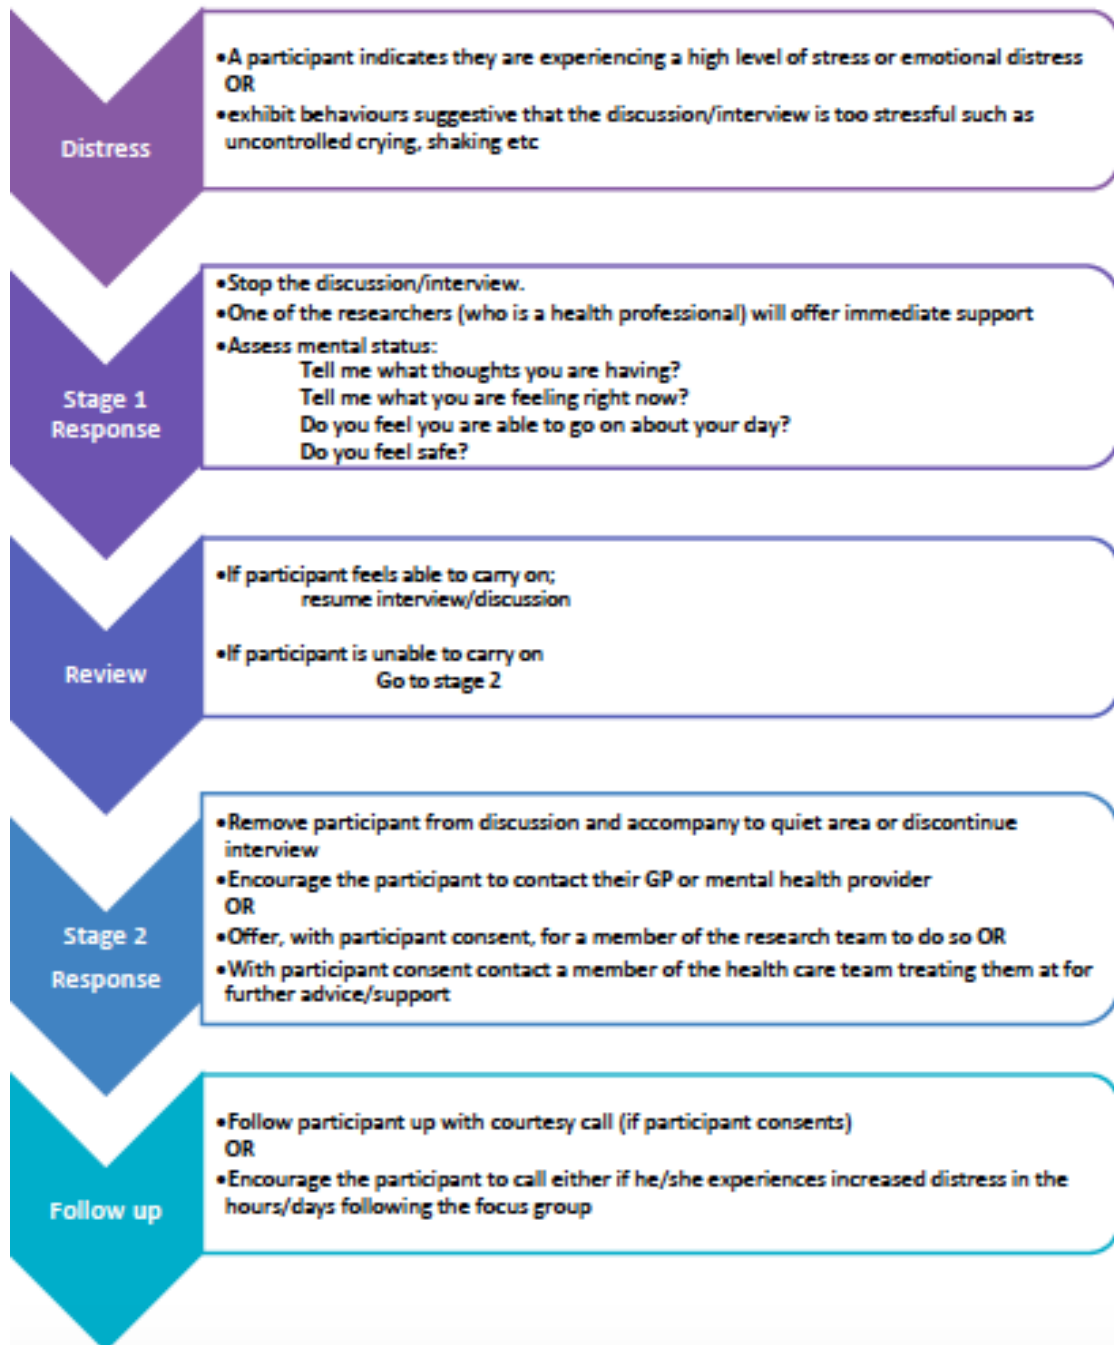 Distress
•A participant indicates they are experiencing a high level of stress or emotional distress
OR
•exhibit behaviours suggestive that the discussion/interview is too stressful such as
uncontrolled crying, shaking etc
Stage 1
Response
•Stop the discussion/interview.
•One of the researchers (who is a health professional) will offer immediate support
•Assess mental status:
Tell me what thoughts you are having?
Tell me what you are feeling right now?
Do you feel you are able to go on about your day?
Do you feel safe?
Review
•If participant feels able to carry on;
resume interview/discussion
•If participant is unable to carry on
Go to stage 2
Stage 2
Response
•Remove participant from discussion and accompany to quiet area or discontinue
interview
•Encourage the participant to contact their GP or mental health provider
OR
•Offer, with participant consent, for a member of the research team to do so OR
•With participant consent contact a member of the health care team treating them at for
further advice/support
Follow up
•Follow participant up with courtesy call (if participant consents)
OR
•Encourage the participant to call either if he/she experiences increased distress in the
hours/days following the focus group